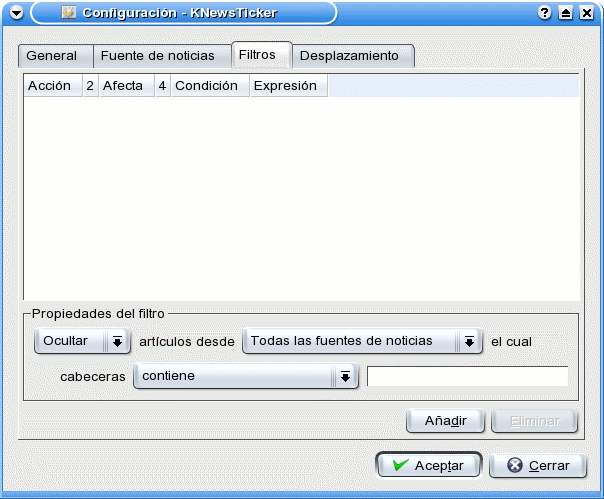 Configuración - KNewsTicker
General Fuente de noticias Filtros Desplazamiento
Acción 2 Afecta 4 Condición Expresión
Propiedades del filtro
Ocultar artículos desde Todas las fuentes de noticias el cual
cabeceras contiene
Añadir Eliminar
Aceptar Cerrar